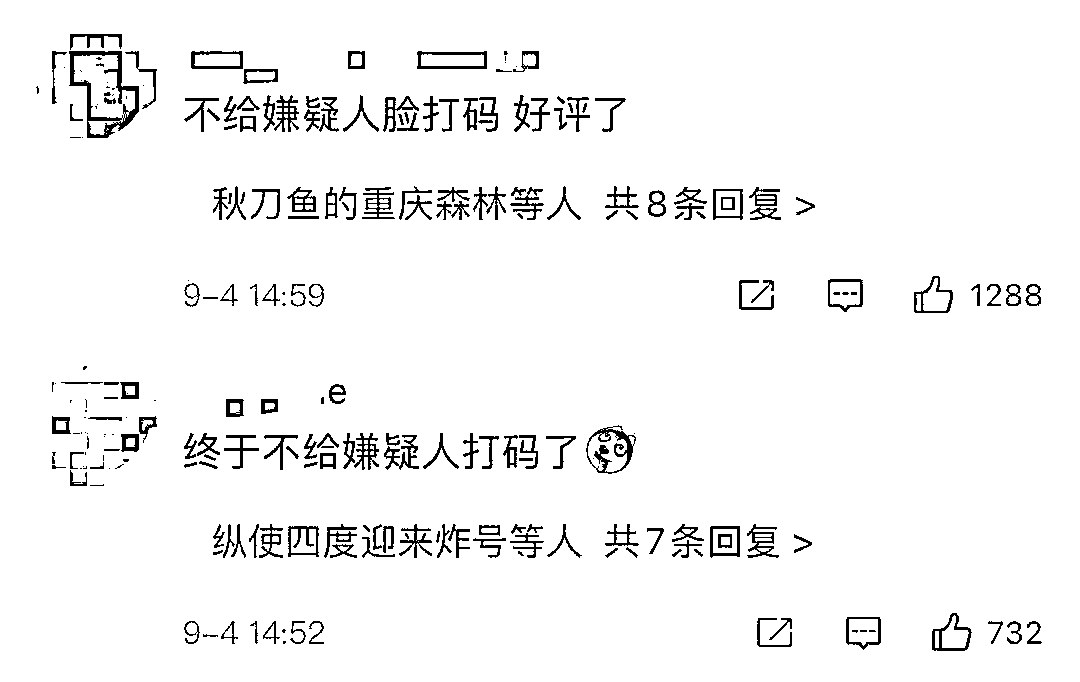 不给嫌疑人脸打码 好评了
秋刀鱼的重庆森林等人 共8条回复 >
9-4 14:59
1288
.e
终于不给嫌疑人打码了
纵使四度迎来炸号等人 共7条回复 >
9-4 14:52
732